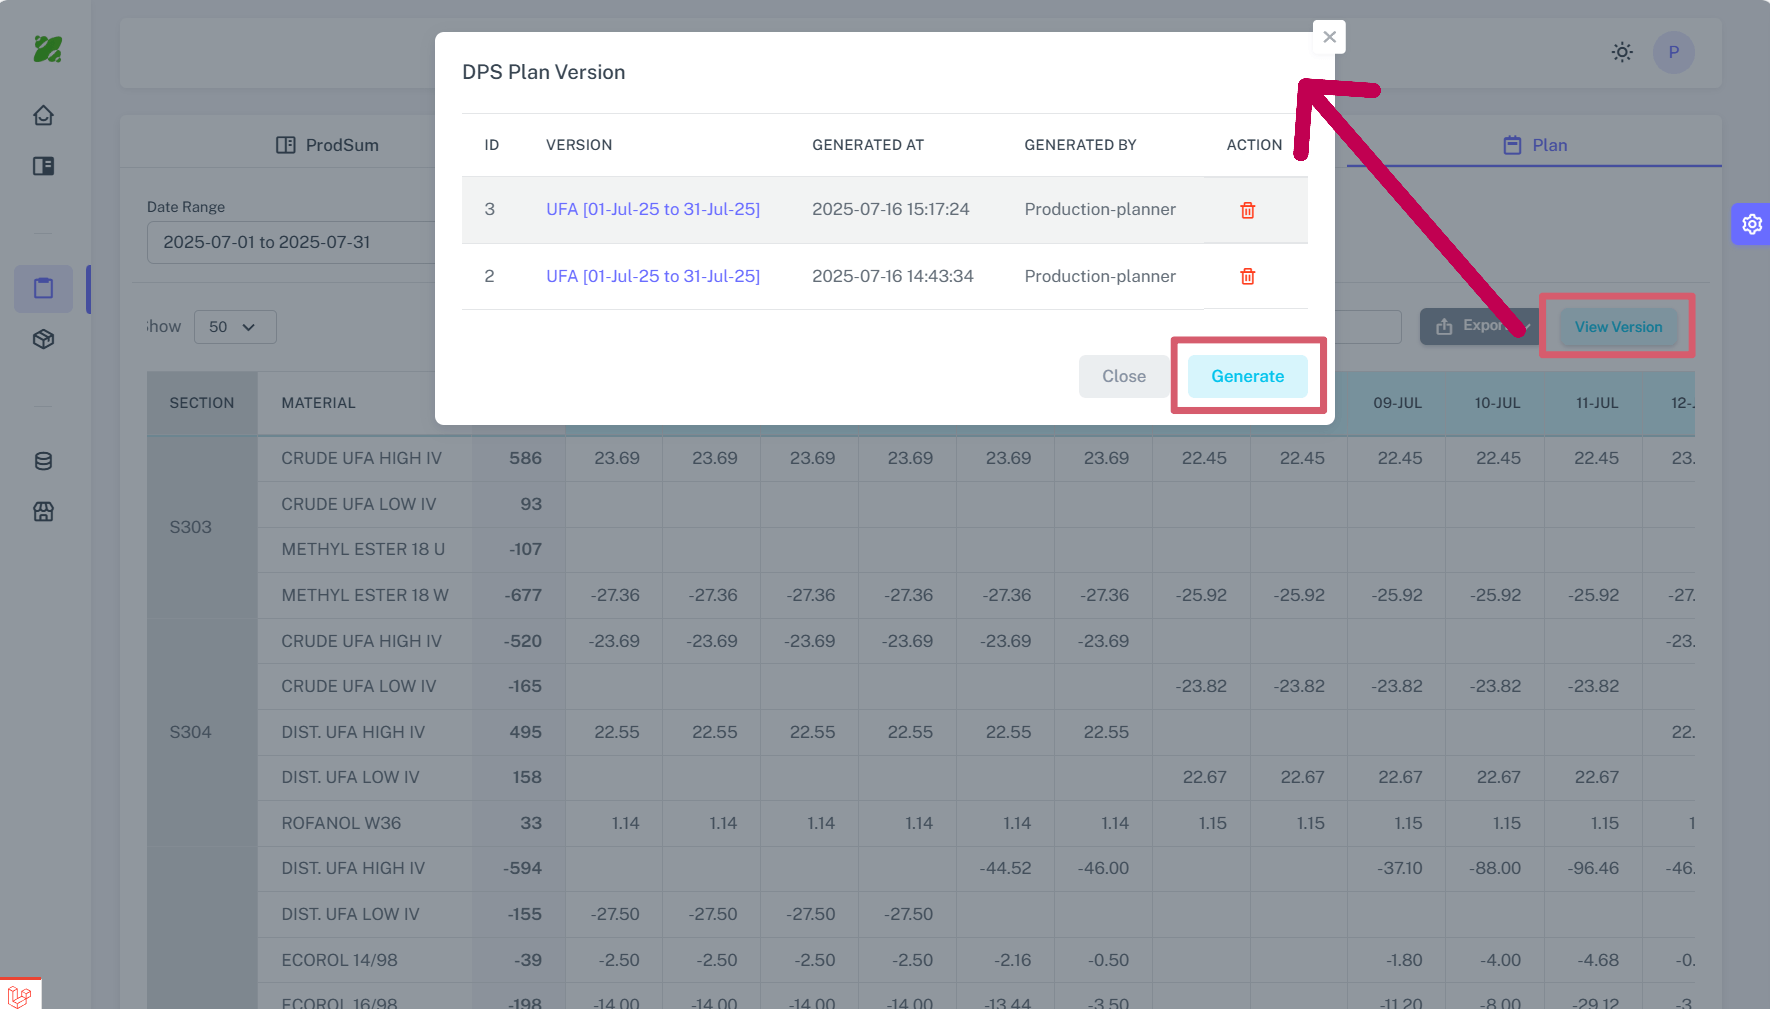 P
DPS Plan Version
ProdSum
Plan
ID VERSION GENERATED AT GENERATED BY ACTION
3 UFA [01-Jul-25 to 31-Jul-25] 2025-07-16 15:17:24 Production-planner
2 UFA [01-Jul-25 to 31-Jul-25] 2025-07-16 14:43:34 Production-planner
Close Generate
Date Range
2025-07-01 to 2025-07-31
Show 50
Export View Version
SECTION MATERIAL 09-JUL 10-JUL 11-JUL 12-J
S303
CRUDE UFA HIGH IV 586 23.69 23.69 23.69 23.69 23.69 23.69 22.45 22.45 22.45 22.45 22.45 23.
CRUDE UFA LOW IV 93
METHYL ESTER 18 U -107
METHYL ESTER 18 W -677 -27.36 -27.36 -27.36 -27.36 -27.36 -27.36 -25.92 -25.92 -25.92 -25.92 -25.92 -27.
S304
CRUDE UFA HIGH IV -520 -23.69 -23.69 -23.69 -23.69 -23.69 -23.69 -23.
CRUDE UFA LOW IV -165 -23.82 -23.82 -23.82 -23.82 -23.82
DIST. UFA HIGH IV 495 22.55 22.55 22.55 22.55 22.55 22.55 22.
DIST. UFA LOW IV 158 22.67 22.67 22.67 22.67 22.67
ROFANOL W36 33 1.14 1.14 1.14 1.14 1.14 1.14 1.15 1.15 1.15 1.15 1.15 1
DIST. UFA HIGH IV -594 -44.52 -46.00 -37.10 -88.00 -96.46 -46.
DIST. UFA LOW IV -155 -27.50 -27.50 -27.50 -27.50
ECOROL 14/98 -39 -2.50 -2.50 -2.50 -2.50 -2.16 -0.50 -1.80 -4.00 -4.68 -0.
ECOROL 16/98 -198 -14.00 -14.00 -14.00 -14.00 -13.44 -3.50 -11.20 -8.00 -29.12 -3.